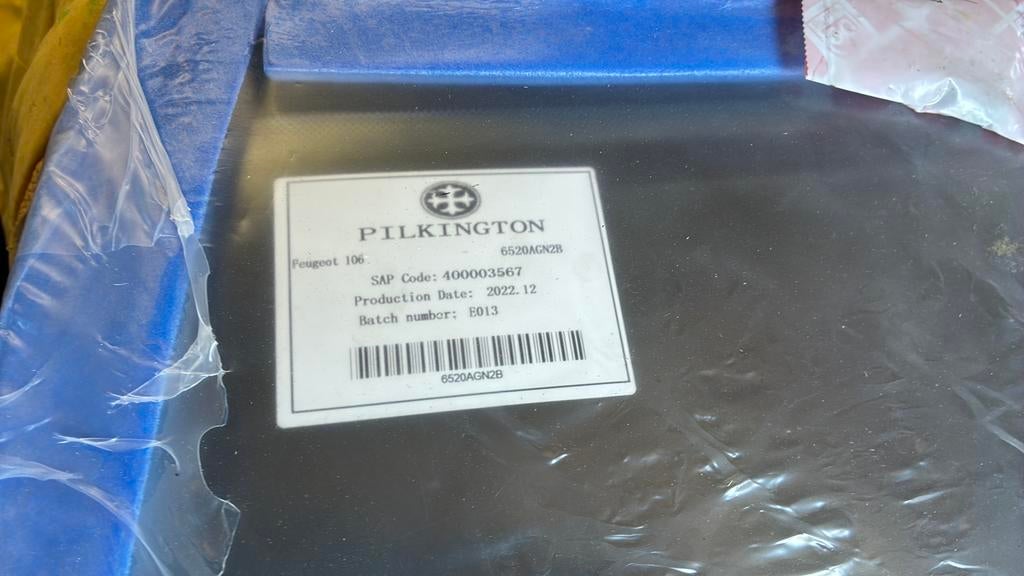 PILKINGTON
Peugeot 106 6520AGN2B
SAP Code: 400003567
Production Date: 2022.12
Batch number: E013
6520AGN2B